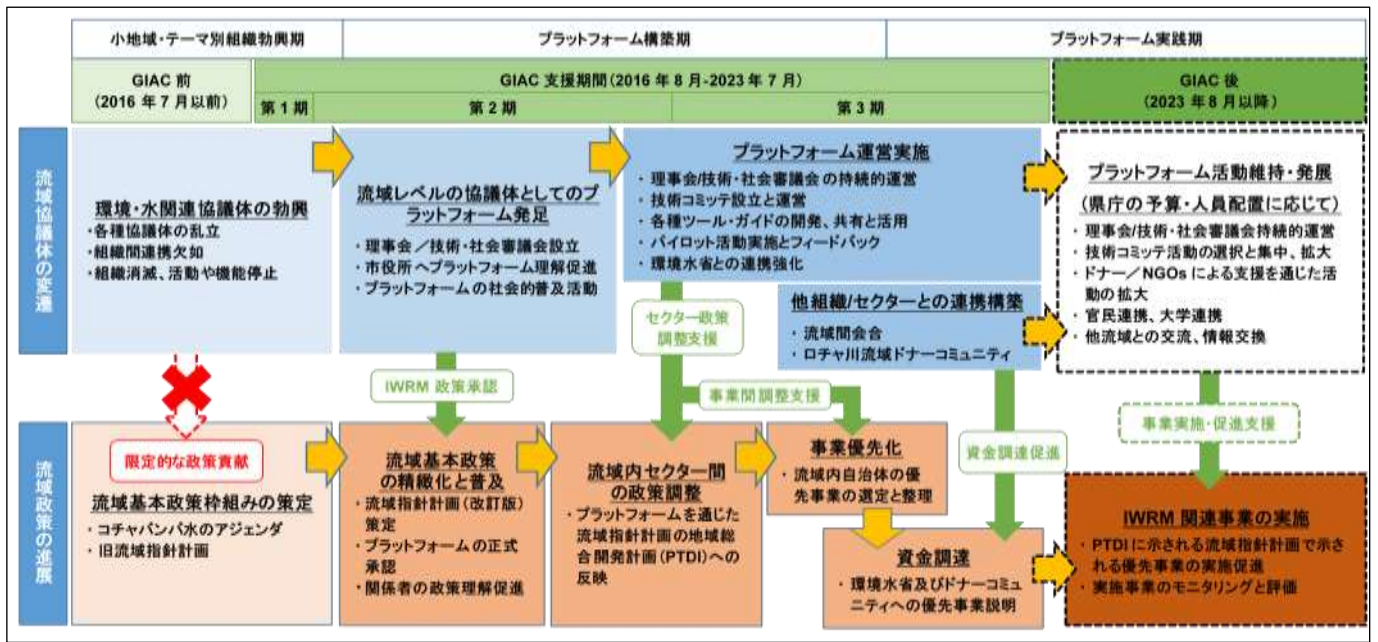 小地域・テーマ別組織勃興期
プラットフォーム構築期
プラットフォーム実践期
GIAC 前
(2016 年 7 月以前)
GIAC 支援期間(2016 年 8 月-2023 年 7 月)
第 1 期
第 2 期
第 3 期
GIAC 後
(2023 年 8 月以降)
流域協議体の変遷
環境・水関連協議体の勃興
・各種協議体の乱立
・組織間連携欠如
・組織消滅、活動や機能停止
流域レベルの協議体としてのプ
ラットフォーム発足
・理事会/技術・社会審議会設立
・市役所へプラットフォーム理解促進
・プラットフォームの社会的普及活動
プラットフォーム運営実施
・理事会/技術・社会審議会の持続的運営
・技術コミッテ設立と運営
・各種ツール・ガイドの開発、共有と活用
・パイロット活動実施とフィードバック
・環境水省との連携強化
他組織/セクターとの連携構築
・流域間会合
・ロチャ川流域ドナーコミュニティ
プラットフォーム活動維持・発展
(県庁の予算・人員配置に応じて)
・理事会/技術・社会審議会持続的運営
・技術コミッテ活動の選択と集中、拡大
・ドナー/NGOs による支援を通じた活
動の拡大
・官民連携、大学連携
・他流域との交流、情報交換
セクター政策
調整支援
IWRM 政策承認
事業間調整支援
資金調達促進
事業実施・促進支援
流域政策の進展
限定的な政策貢献
流域基本政策枠組みの策定
・コチャバンバ水のアジェンダ
・旧流域指針計画
流域基本政策
の精緻化と普及
・流域指針計画(改訂版)
策定
・プラットフォームの正式
承認
・関係者の政策理解促進
流域内セクター間
の政策調整
・プラットフォームを通じた
流域指針計画の地域総
合開発計画(PTDI)への
反映
事業優先化
・流域内自治体の優
先事業の選定と整理
資金調達
・環境水省及びドナーコミュ
ニティへの優先事業説明
IWRM 関連事業の実施
・PTDI に示される流域指針計画で示さ
れる優先事業の実施促進
・実施事業のモニタリングと評価